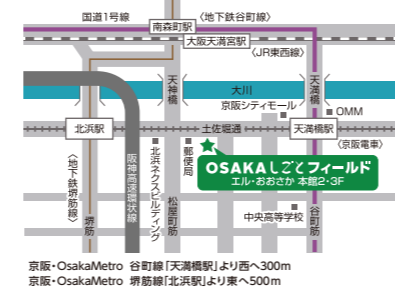 国道1号線
〈地下鉄谷町線〉
南森町駅
大阪天満宮駅
〈JR東西線〉
天神橋
大川
天満橋
京阪シティモール
OMM
北浜駅
土佐堀通
天満橋駅
〈京阪電車〉
〈地下鉄堺筋線〉
堺筋
阪神高速環状線
北浜ネクスビルディング
郵便局
松屋町筋
OSAKAしごとフィールド
エル・おおさか 本館2・3F
中央高等学校
谷町筋
京阪・OsakaMetro 谷町線「天満橋駅」より西へ300m
京阪・OsakaMetro 堺筋線「北浜駅」より東へ500m